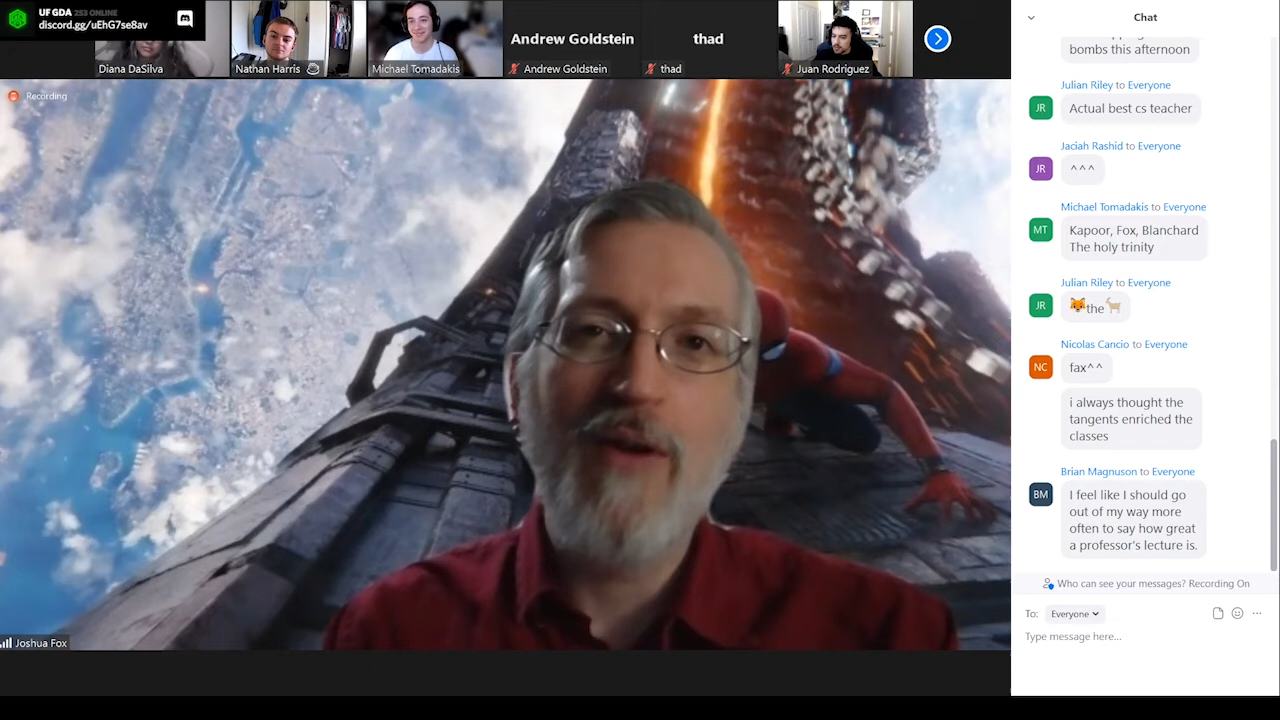 UF GDA 253 ONLINE
discord.gg/uEhG7se8av
Diana DaSilva
Nathan Harris
Michael Tomadakis
Andrew Goldstein
Andrew Goldstein
thad
thad
Juan Rodriguez
Recording
Joshua Fox
Chat
bombs this afternoon
Julian Riley to Everyone
JR
Actual best cs teacher
Jaciah Rashid to Everyone
JR
^^^
Michael Tomadakis to Everyone
MT
Kapoor, Fox, Blanchard
The holy trinity
Julian Riley to Everyone
JR
🦊the🐐
Nicolas Cancio to Everyone
NC
fax^^
i always thought the
tangents enriched the
classes
Brian Magnuson to Everyone
BM
I feel like I should go
out of my way more
often to say how great
a professor's lecture is.
Who can see your messages? Recording On
To: Everyone
Type message here...